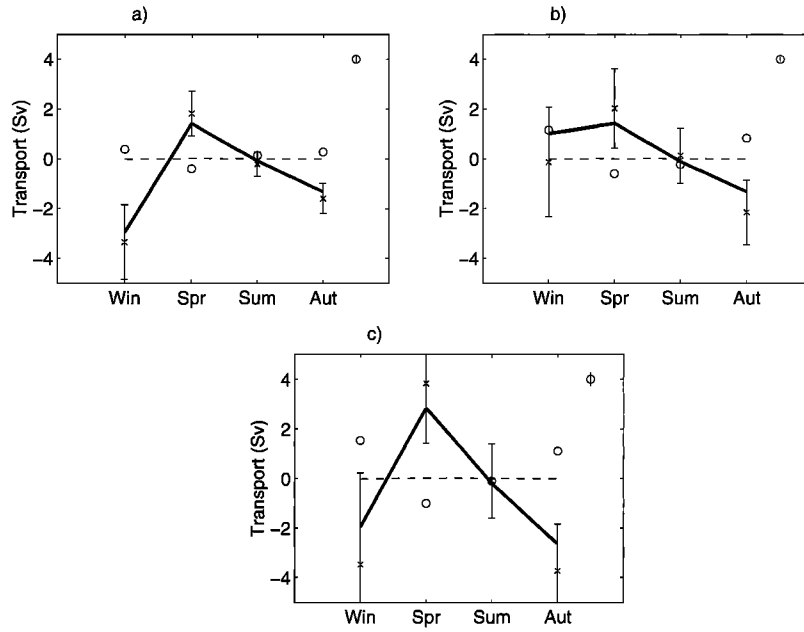 a)
Transport (Sv)
4
2
0
-2
-4
Win Spr Sum Aut
b)
Transport (Sv)
4
2
0
-2
-4
Win Spr Sum Aut
c)
Transport (Sv)
4
2
0
-2
-4
Win Spr Sum Aut